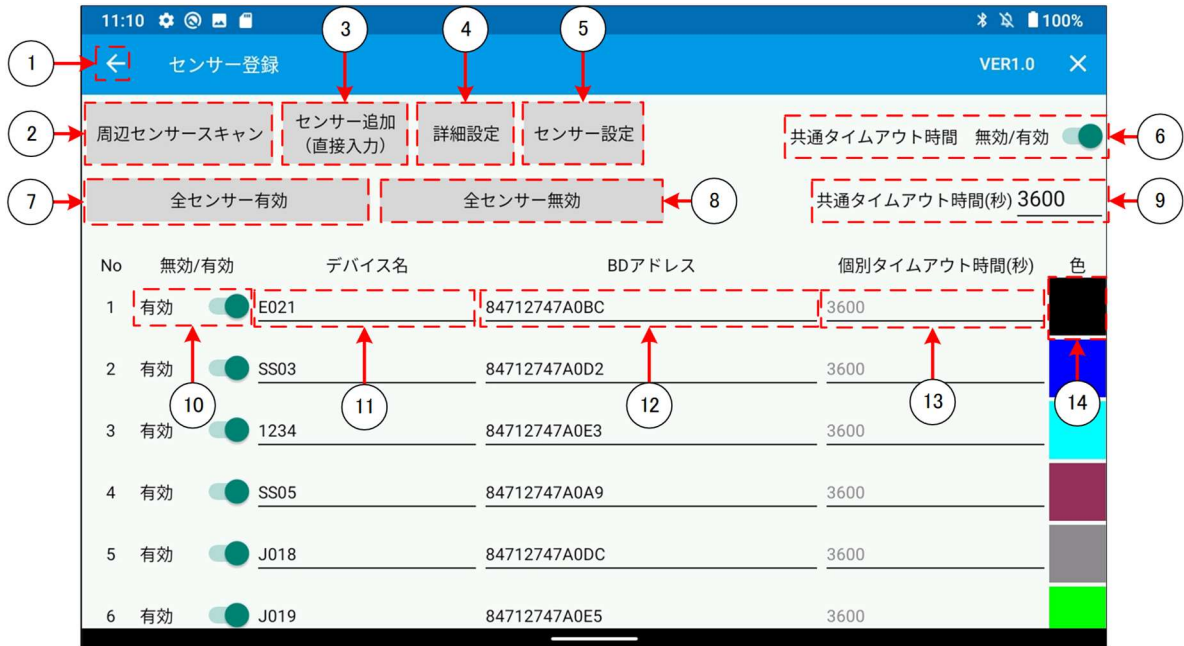 11:10 100%
3
4
5
1
センサー登録 VER1.0
2
周辺センサースキャン
センサー追加
(直接入力)
詳細設定
センサー設定
共通タイムアウト時間 無効/有効
6
7
全センサー有効
全センサー無効
8
共通タイムアウト時間(秒) 3600
9
No 無効/有効 デバイス名 BDアドレス 個別タイムアウト時間(秒) 色
1 有効 E021 84712747A0BC 3600
2 有効 SS03 84712747A0D2 3600
10
11
12
13
14
3 有効 1234 84712747A0E3 3600
4 有効 SS05 84712747A0A9 3600
5 有効 J018 84712747A0DC 3600
6 有効 J019 84712747A0E5 3600